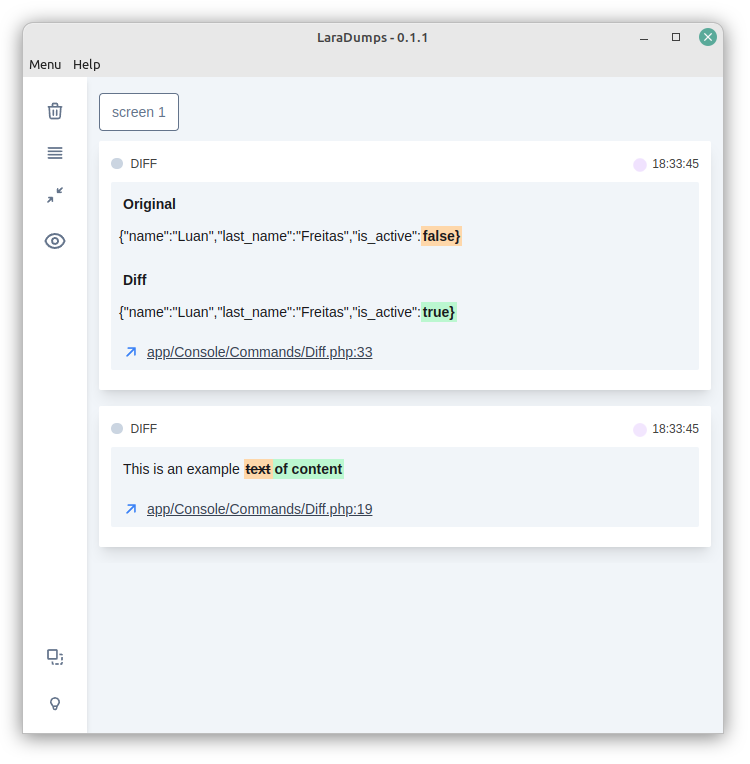 LaraDumps - 0.1.1
Menu Help
screen 1
DIFF 18:33:45
Original
{"name":"Luan","last_name":"Freitas","is_active":false}
Diff
{"name":"Luan","last_name":"Freitas","is_active":true}
app/Console/Commands/Diff.php:33
DIFF 18:33:45
This is an example text of content
app/Console/Commands/Diff.php:19